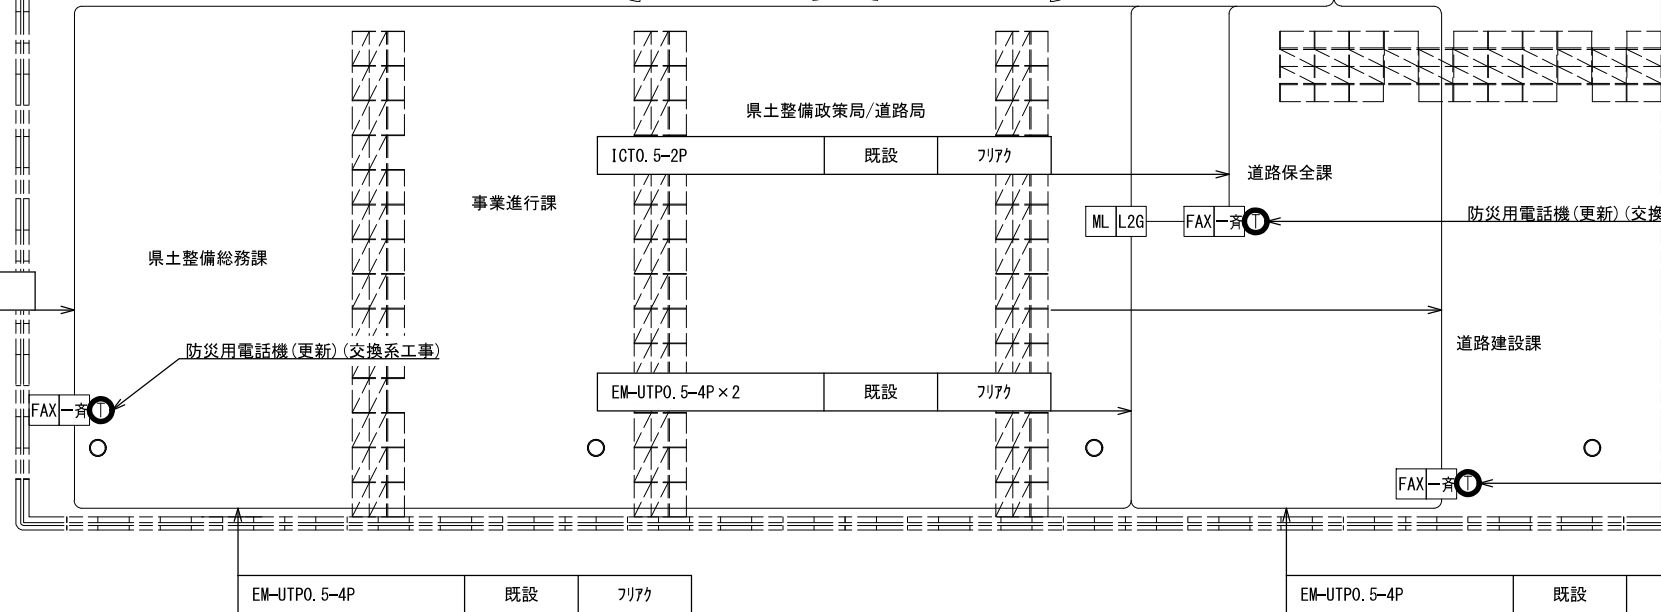 県土整備政策局/道路局
ICT0.5-2P 既設 フリアク
道路保全課
事業進行課
ML L2G FAX 一斉 T
防災用電話機(更新)(交換
県土整備総務課
防災用電話機(更新)(交換系工事)
道路建設課
EM-UTP0.5-4P×2 既設 フリアク
FAX 一斉 T
FAX 一斉 T
EM-UTP0.5-4P 既設 フリアク
EM-UTP0.5-4P 既設